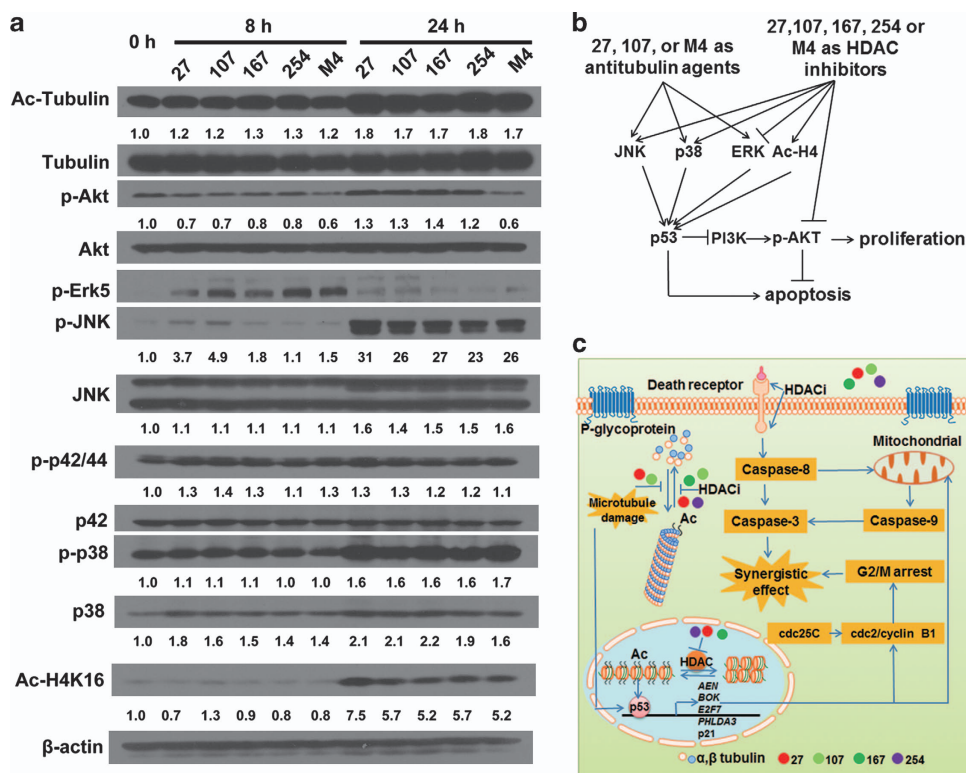 a
0 h
8 h
24 h
27 107 167 254 M4 27 107 167 254 M4
Ac-Tubulin
1.0 1.2 1.2 1.3 1.3 1.2 1.8 1.7 1.7 1.8 1.7
Tubulin
p-Akt
1.0 0.7 0.7 0.8 0.8 0.6 1.3 1.3 1.4 1.2 0.6
Akt
p-Erk5
p-JNK
1.0 3.7 4.9 1.8 1.1 1.5 31 26 27 23 26
JNK
1.0 1.1 1.1 1.1 1.1 1.1 1.6 1.4 1.5 1.5 1.6
p-p42/44
1.0 1.3 1.4 1.3 1.1 1.3 1.3 1.3 1.2 1.2 1.1
p42
p-p38
1.0 1.1 1.1 1.1 1.0 1.0 1.6 1.6 1.6 1.6 1.7
p38
1.0 1.8 1.6 1.5 1.4 1.4 2.1 2.1 2.2 1.9 1.6
Ac-H4K16
1.0 0.7 1.3 0.9 0.8 0.8 7.5 5.7 5.2 5.7 5.2
β-actin
b
27, 107, or M4 as
antitubulin agents
27,107, 167, 254 or
M4 as HDAC
inhibitors
JNK p38 ERK Ac-H4
p53 PI3K p-AKT proliferation
apoptosis
c
Death receptor
HDACi
P-glycoprotein
Mitochondrial
Caspase-8
HDACi
Microtubule
damage
Ac
Caspase-3
Caspase-9
Synergistic
effect
G2/M arrest
cdc25C
cdc2/cyclin B1
Ac
HDAC
p53
AEN
BOK
E2F7
PHLDA3
p21
α,β tubulin 27 107 167 254